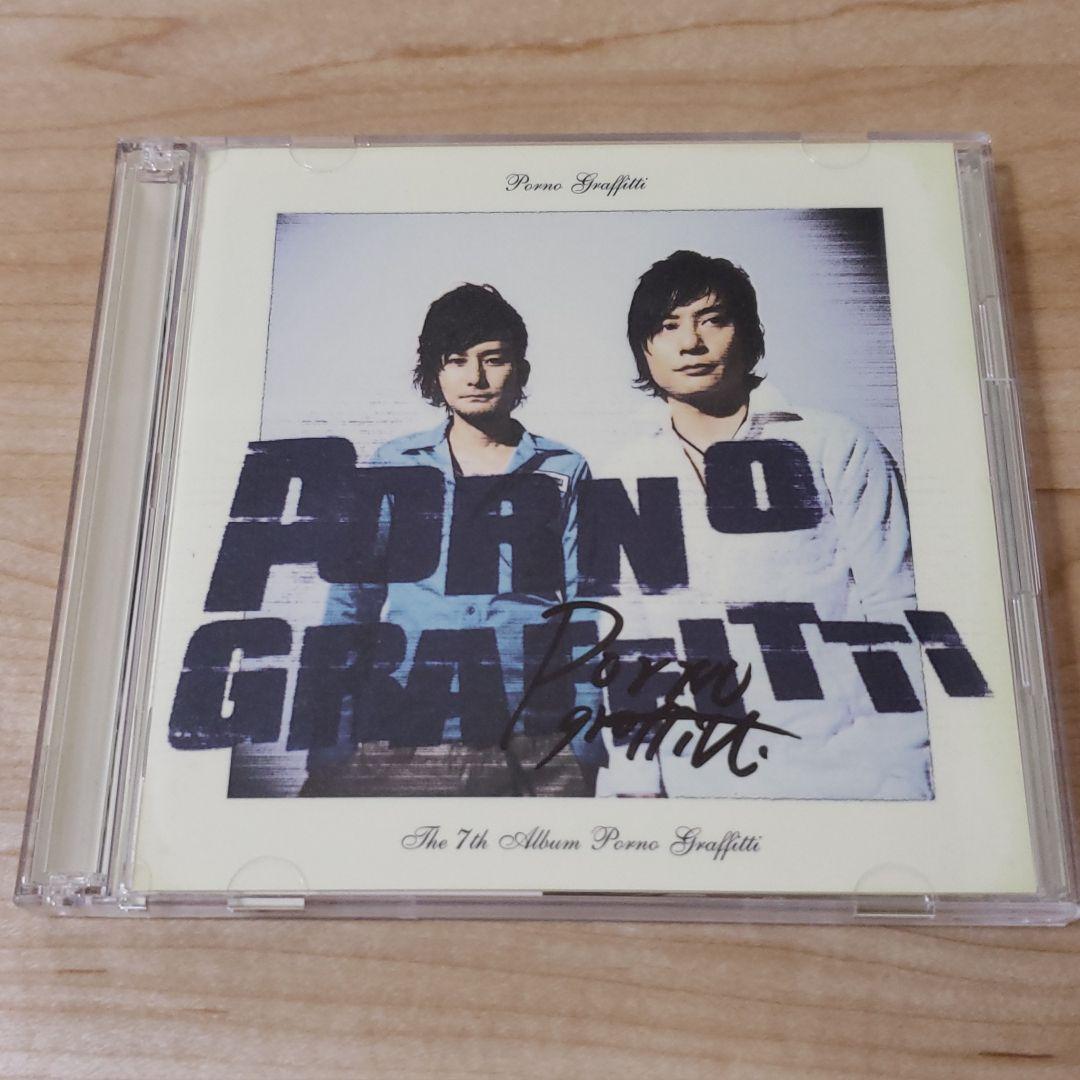 Porno Graffitti
PORNO
GRAFFITTI
Porno
graffitti.
The 7th Album Porno Graffitti